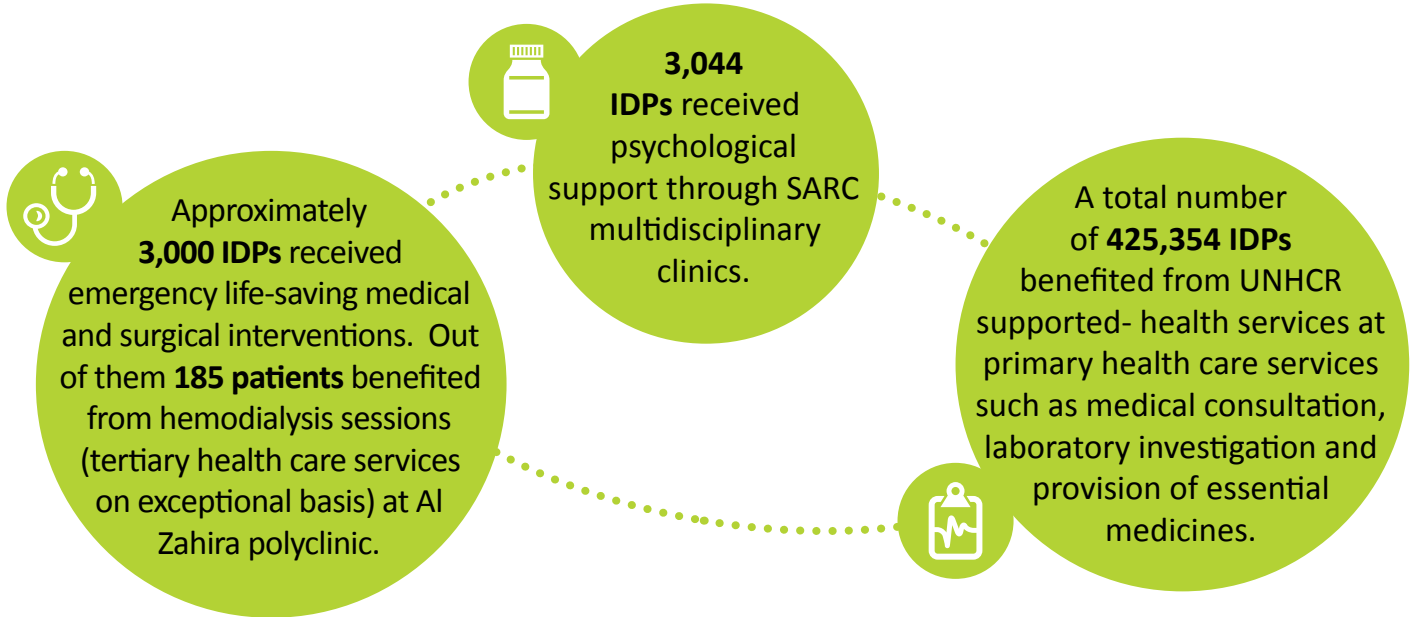 3,044
IDPs received
psychological
support through SARC
multidisciplinary
clinics.
Approximately
3,000 IDPs received
emergency life-saving medical
and surgical interventions.  Out
of them 185 patients benefited
from hemodialysis sessions
(tertiary health care services
on exceptional basis) at Al
Zahira polyclinic.
A total number
of 425,354 IDPs
benefited from UNHCR
supported- health services at
primary health care services
such as medical consultation,
laboratory investigation and
provision of essential
medicines.